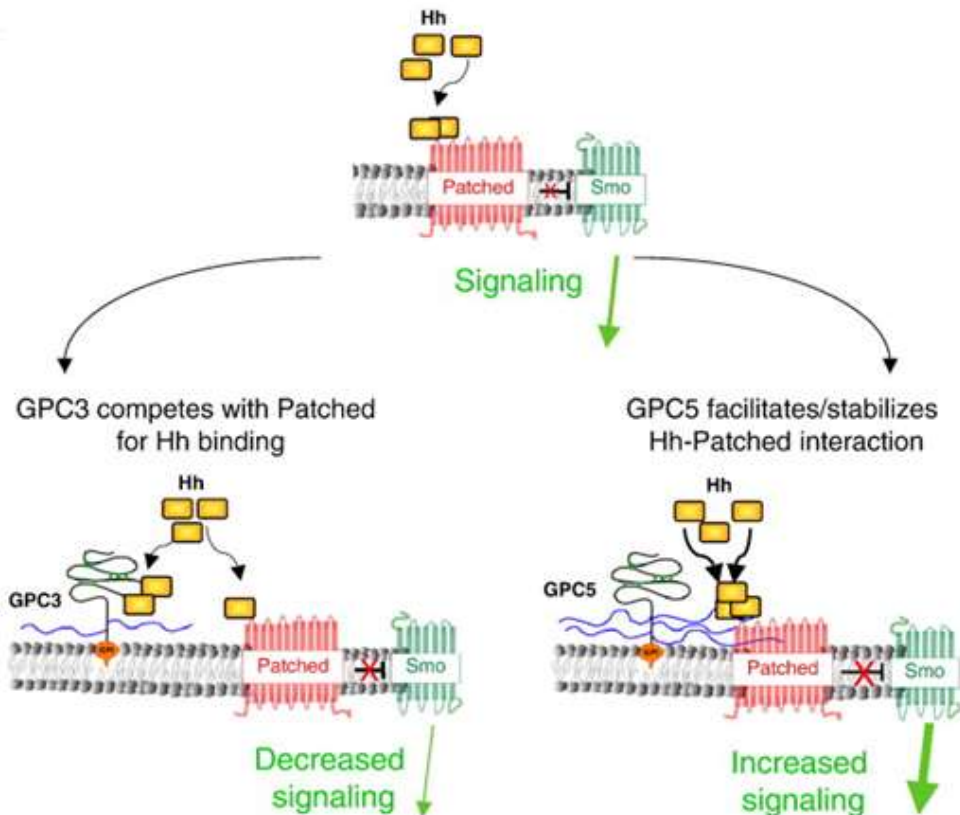 Hh
Patched
Smo
Signaling
GPC3 competes with Patched
for Hh binding
Hh
GPC3
Patched
Smo
Decreased
signaling
GPC5 facilitates/stabilizes
Hh-Patched interaction
Hh
GPC5
Patched
Smo
Increased
signaling